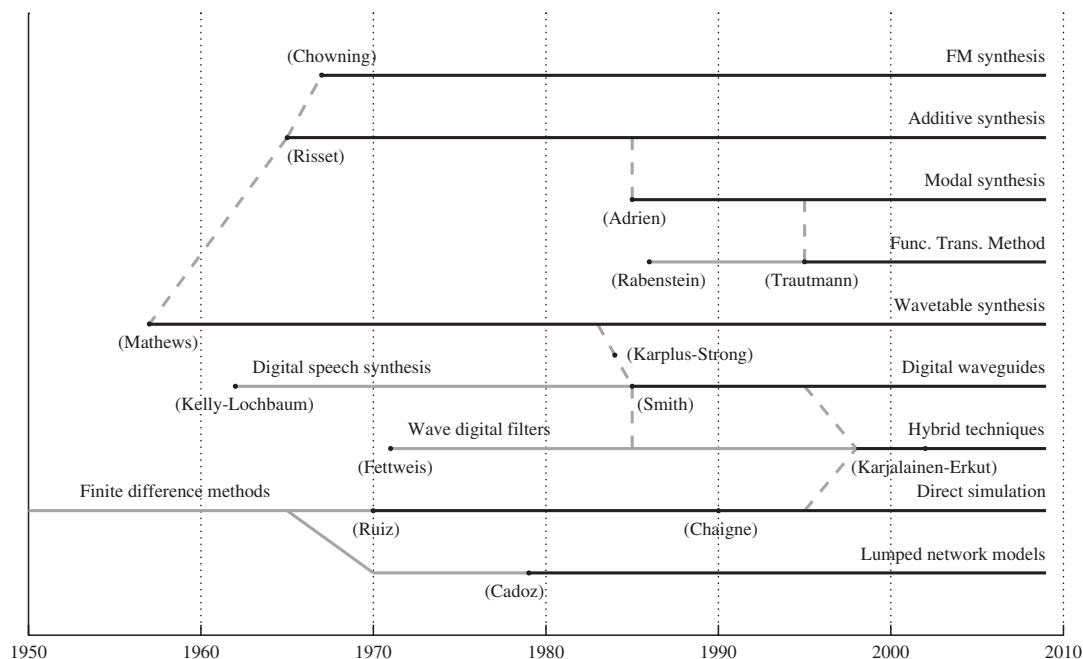 (Chowning)
FM synthesis
Additive synthesis
(Risset)
Modal synthesis
(Adrien)
Func. Trans. Method
(Rabenstein)
(Trautmann)
Wavetable synthesis
(Mathews)
(Karplus-Strong)
Digital speech synthesis
Digital waveguides
(Kelly-Lochbaum)
(Smith)
Wave digital filters
Hybrid techniques
(Fettweis)
(Karjalainen-Erkut)
Finite difference methods
Direct simulation
(Ruiz)
(Chaigne)
Lumped network models
(Cadoz)
1950 1960 1970 1980 1990 2000 2010